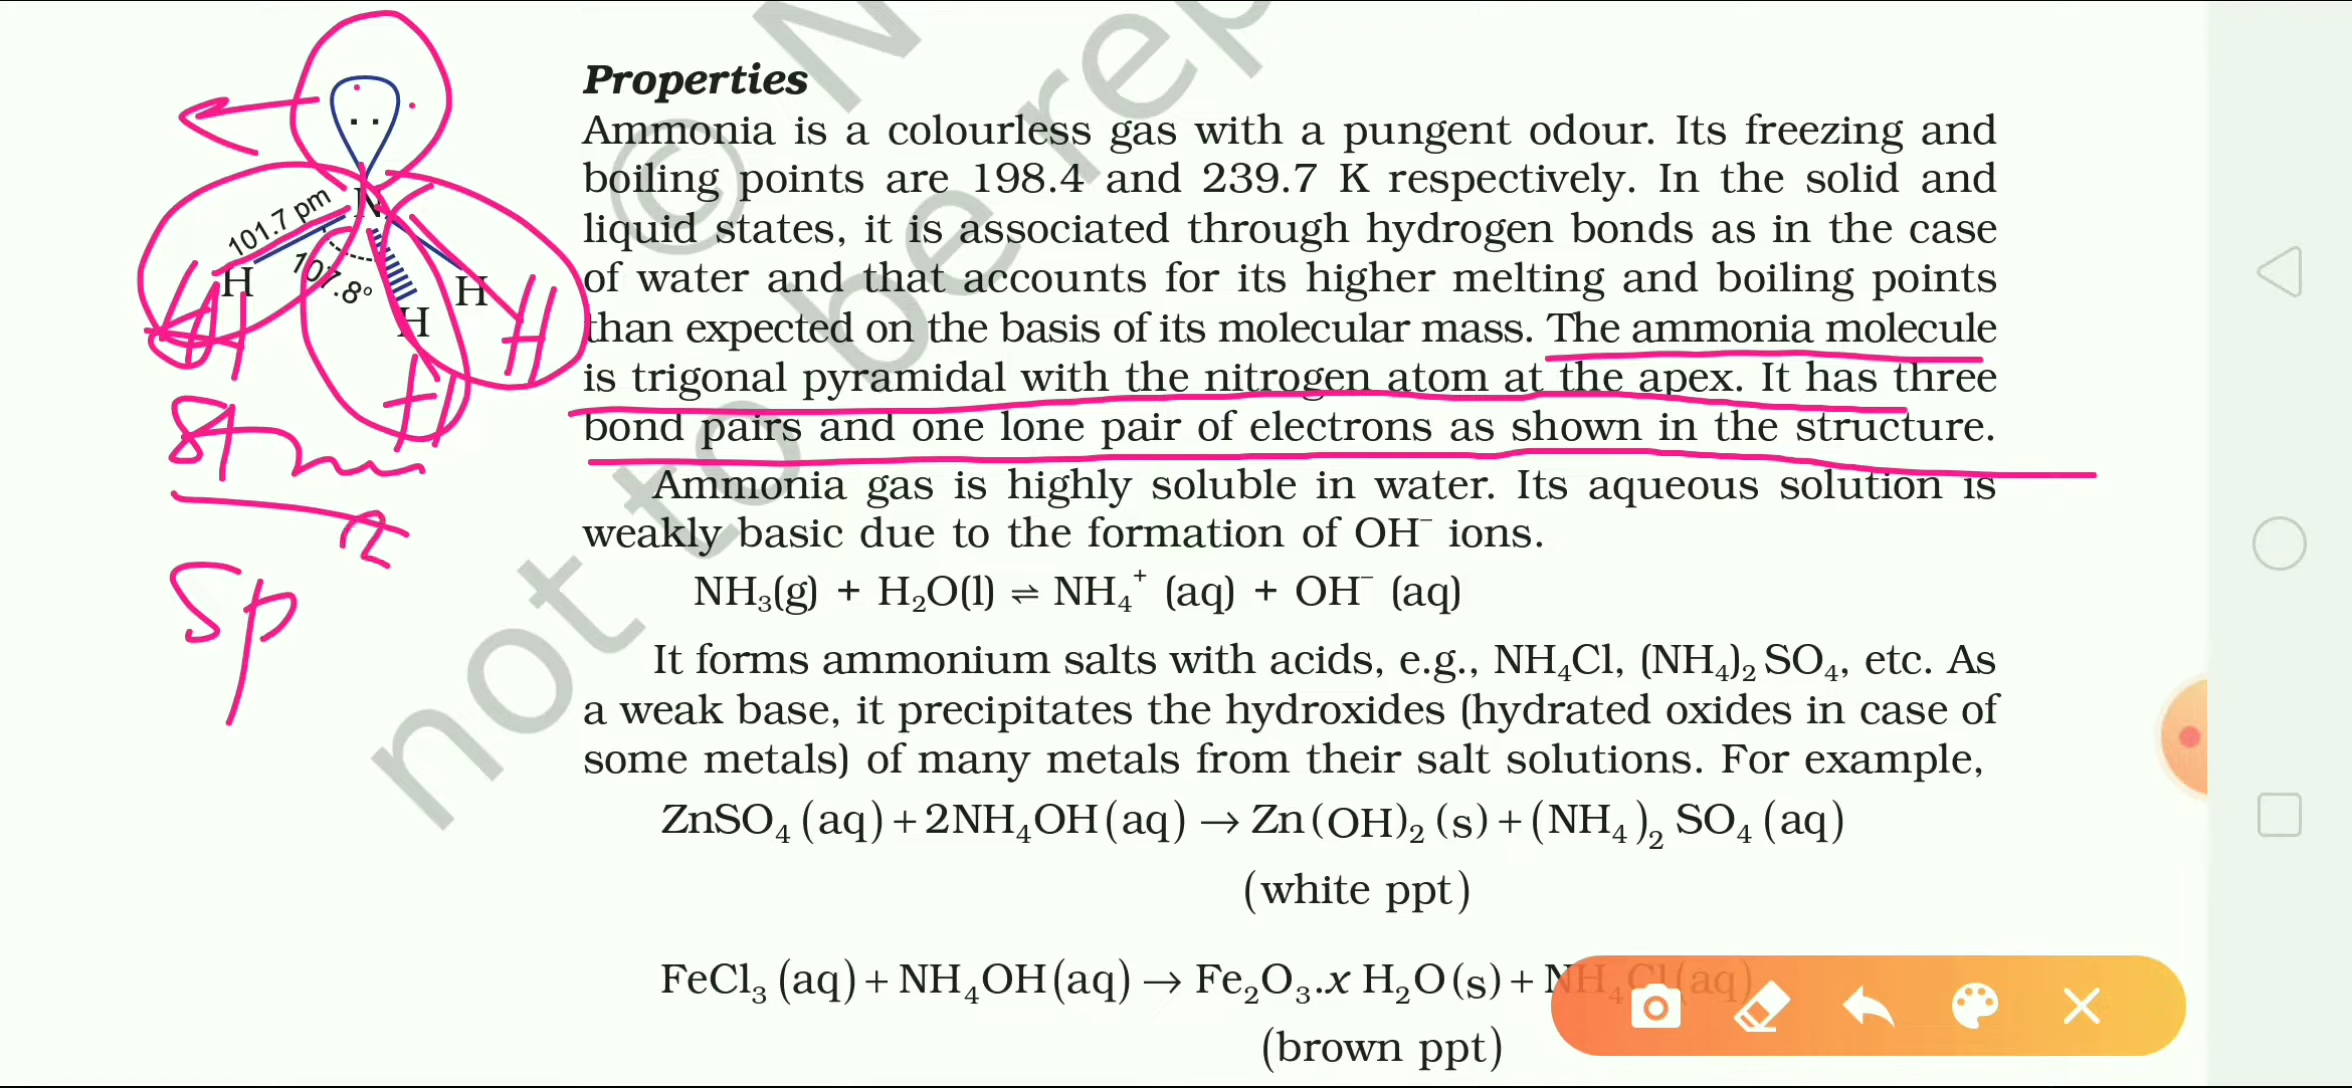 Properties
Ammonia is a colourless gas with a pungent odour. Its freezing and
boiling points are 198.4 and 239.7 K respectively. In the solid and
liquid states, it is associated through hydrogen bonds as in the case
of water and that accounts for its higher melting and boiling points
than expected on the basis of its molecular mass. The ammonia molecule
is trigonal pyramidal with the nitrogen atom at the apex. It has three
bond pairs and one lone pair of electrons as shown in the structure.
Ammonia gas is highly soluble in water. Its aqueous solution is
weakly basic due to the formation of OH⁻ ions.
NH₃(g) + H₂O(l) ⇌ NH₄⁺ (aq) + OH⁻ (aq)
It forms ammonium salts with acids, e.g., NH₄Cl, (NH₄)₂ SO₄, etc. As
a weak base, it precipitates the hydroxides (hydrated oxides in case of
some metals) of many metals from their salt solutions. For example,
ZnSO₄ (aq) + 2NH₄OH (aq) → Zn(OH)₂ (s) + (NH₄)₂ SO₄ (aq)
(white ppt)
FeCl₃ (aq) + NH₄OH (aq) → Fe₂O₃.x H₂O (s) + NH₄Cl (aq)
(brown ppt)
N
101.7 pm
107.8°
H
H
H
H
H
H
Sp
© N
not to be rep